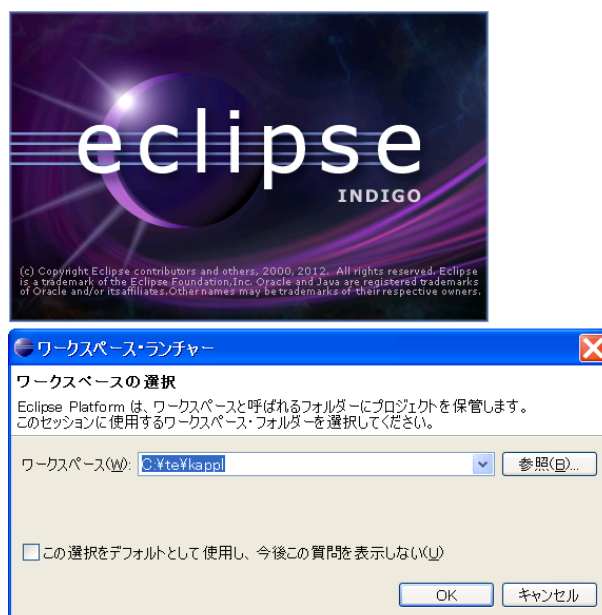 eclipse
INDIGO
(c) Copyright Eclipse contributors and others, 2000, 2012. All rights reserved. Eclipse
is a trademark of the Eclipse Foundation,Inc. Oracle and Java are registered trademarks
of Oracle and/or itsaffiliates.Other names may be trademarks of their respective owners.
ワークスペース・ランチャー
ワークスペースの選択
Eclipse Platform は、ワークスペースと呼ばれるフォルダーにプロジェクトを保管します。
このセッションに使用するワークスペース・フォルダーを選択してください。
ワークスペース(W): C:¥te¥kappl 参照(B)...
この選択をデフォルトとして使用し、今後この質問を表示しない(U)
OK キャンセル